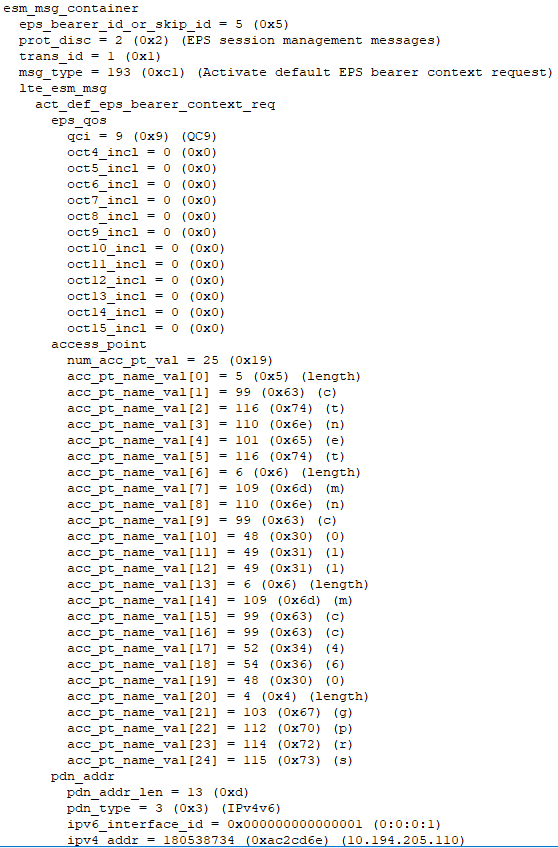 esm_msg_container
eps_bearer_id_or_skip_id = 5 (0x5)
prot_disc = 2 (0x2) (EPS session management messages)
trans_id = 1 (0x1)
msg_type = 193 (0xc1) (Activate default EPS bearer context request)
lte_esm_msg
act_def_eps_bearer_context_req
eps_qos
qci = 9 (0x9) (QC9)
oct4_incl = 0 (0x0)
oct5_incl = 0 (0x0)
oct6_incl = 0 (0x0)
oct7_incl = 0 (0x0)
oct8_incl = 0 (0x0)
oct9_incl = 0 (0x0)
oct10_incl = 0 (0x0)
oct11_incl = 0 (0x0)
oct12_incl = 0 (0x0)
oct13_incl = 0 (0x0)
oct14_incl = 0 (0x0)
oct15_incl = 0 (0x0)
access_point
num_acc_pt_val = 25 (0x19)
acc_pt_name_val[0] = 5 (0x5) (length)
acc_pt_name_val[1] = 99 (0x63) (c)
acc_pt_name_val[2] = 116 (0x74) (t)
acc_pt_name_val[3] = 110 (0x6e) (n)
acc_pt_name_val[4] = 101 (0x65) (e)
acc_pt_name_val[5] = 116 (0x74) (t)
acc_pt_name_val[6] = 6 (0x6) (length)
acc_pt_name_val[7] = 109 (0x6d) (m)
acc_pt_name_val[8] = 110 (0x6e) (n)
acc_pt_name_val[9] = 99 (0x63) (c)
acc_pt_name_val[10] = 48 (0x30) (0)
acc_pt_name_val[11] = 49 (0x31) (1)
acc_pt_name_val[12] = 49 (0x31) (1)
acc_pt_name_val[13] = 6 (0x6) (length)
acc_pt_name_val[14] = 109 (0x6d) (m)
acc_pt_name_val[15] = 99 (0x63) (c)
acc_pt_name_val[16] = 99 (0x63) (c)
acc_pt_name_val[17] = 52 (0x34) (4)
acc_pt_name_val[18] = 54 (0x36) (6)
acc_pt_name_val[19] = 48 (0x30) (0)
acc_pt_name_val[20] = 4 (0x4) (length)
acc_pt_name_val[21] = 103 (0x67) (g)
acc_pt_name_val[22] = 112 (0x70) (p)
acc_pt_name_val[23] = 114 (0x72) (r)
acc_pt_name_val[24] = 115 (0x73) (s)
pdn_addr
pdn_addr_len = 13 (0xd)
pdn_type = 3 (0x3) (IPv4v6)
ipv6_interface_id = 0x0000000000000001 (0:0:0:1)
ipv4_addr = 180538734 (0xac2cd6e) (10.194.205.110)